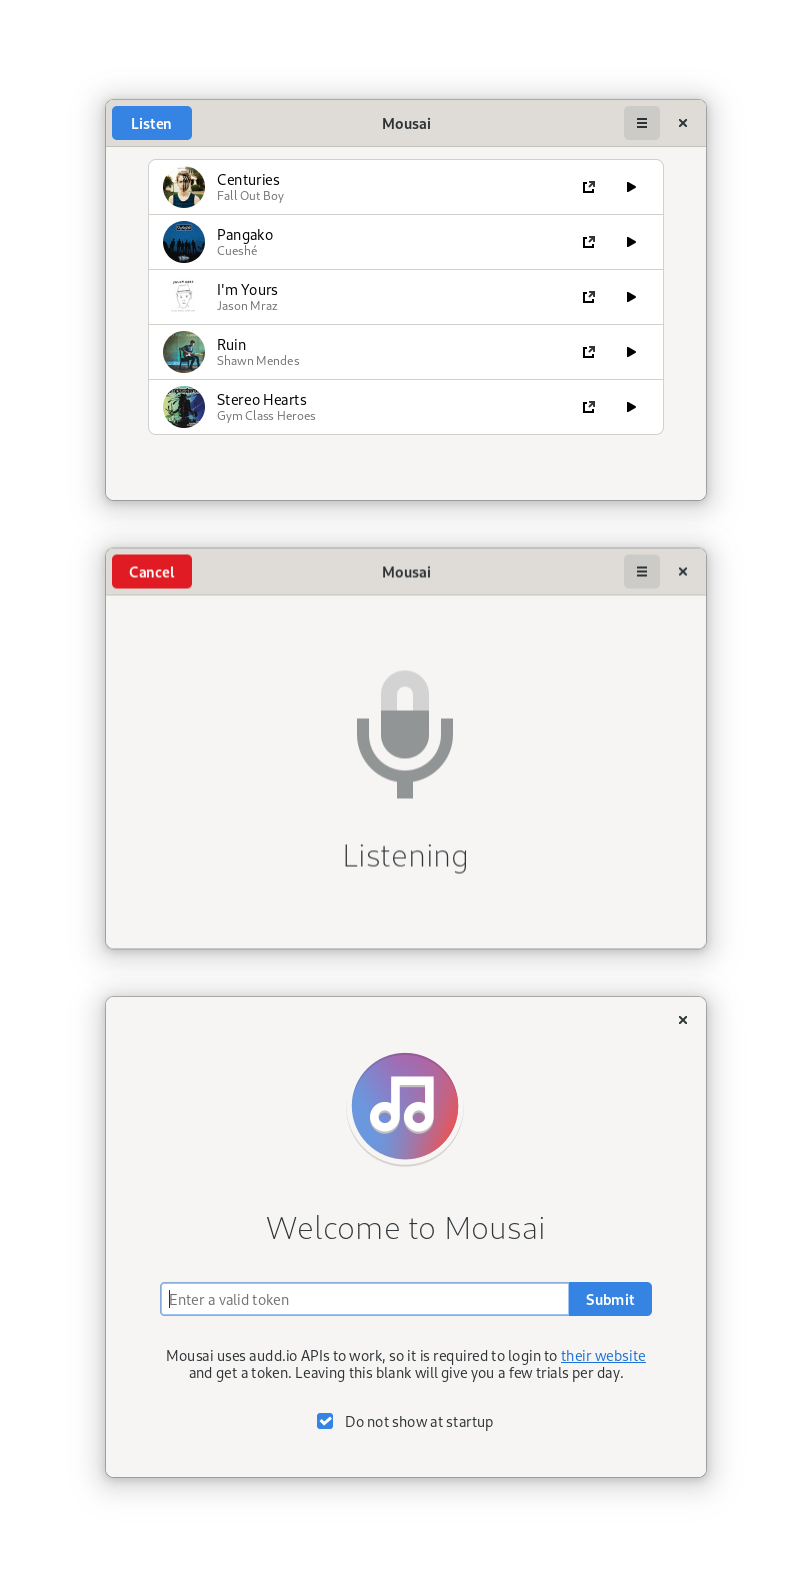 Listen
Mousai
Centuries
Fall Out Boy
Pangako
Cueshé
I'm Yours
Jason Mraz
Ruin
Shawn Mendes
Stereo Hearts
Gym Class Heroes
Cancel
Mousai
Listening
Welcome to Mousai
Enter a valid token
Submit
Mousai uses audd.io APIs to work, so it is required to login to their website
and get a token. Leaving this blank will give you a few trials per day.
Do not show at startup